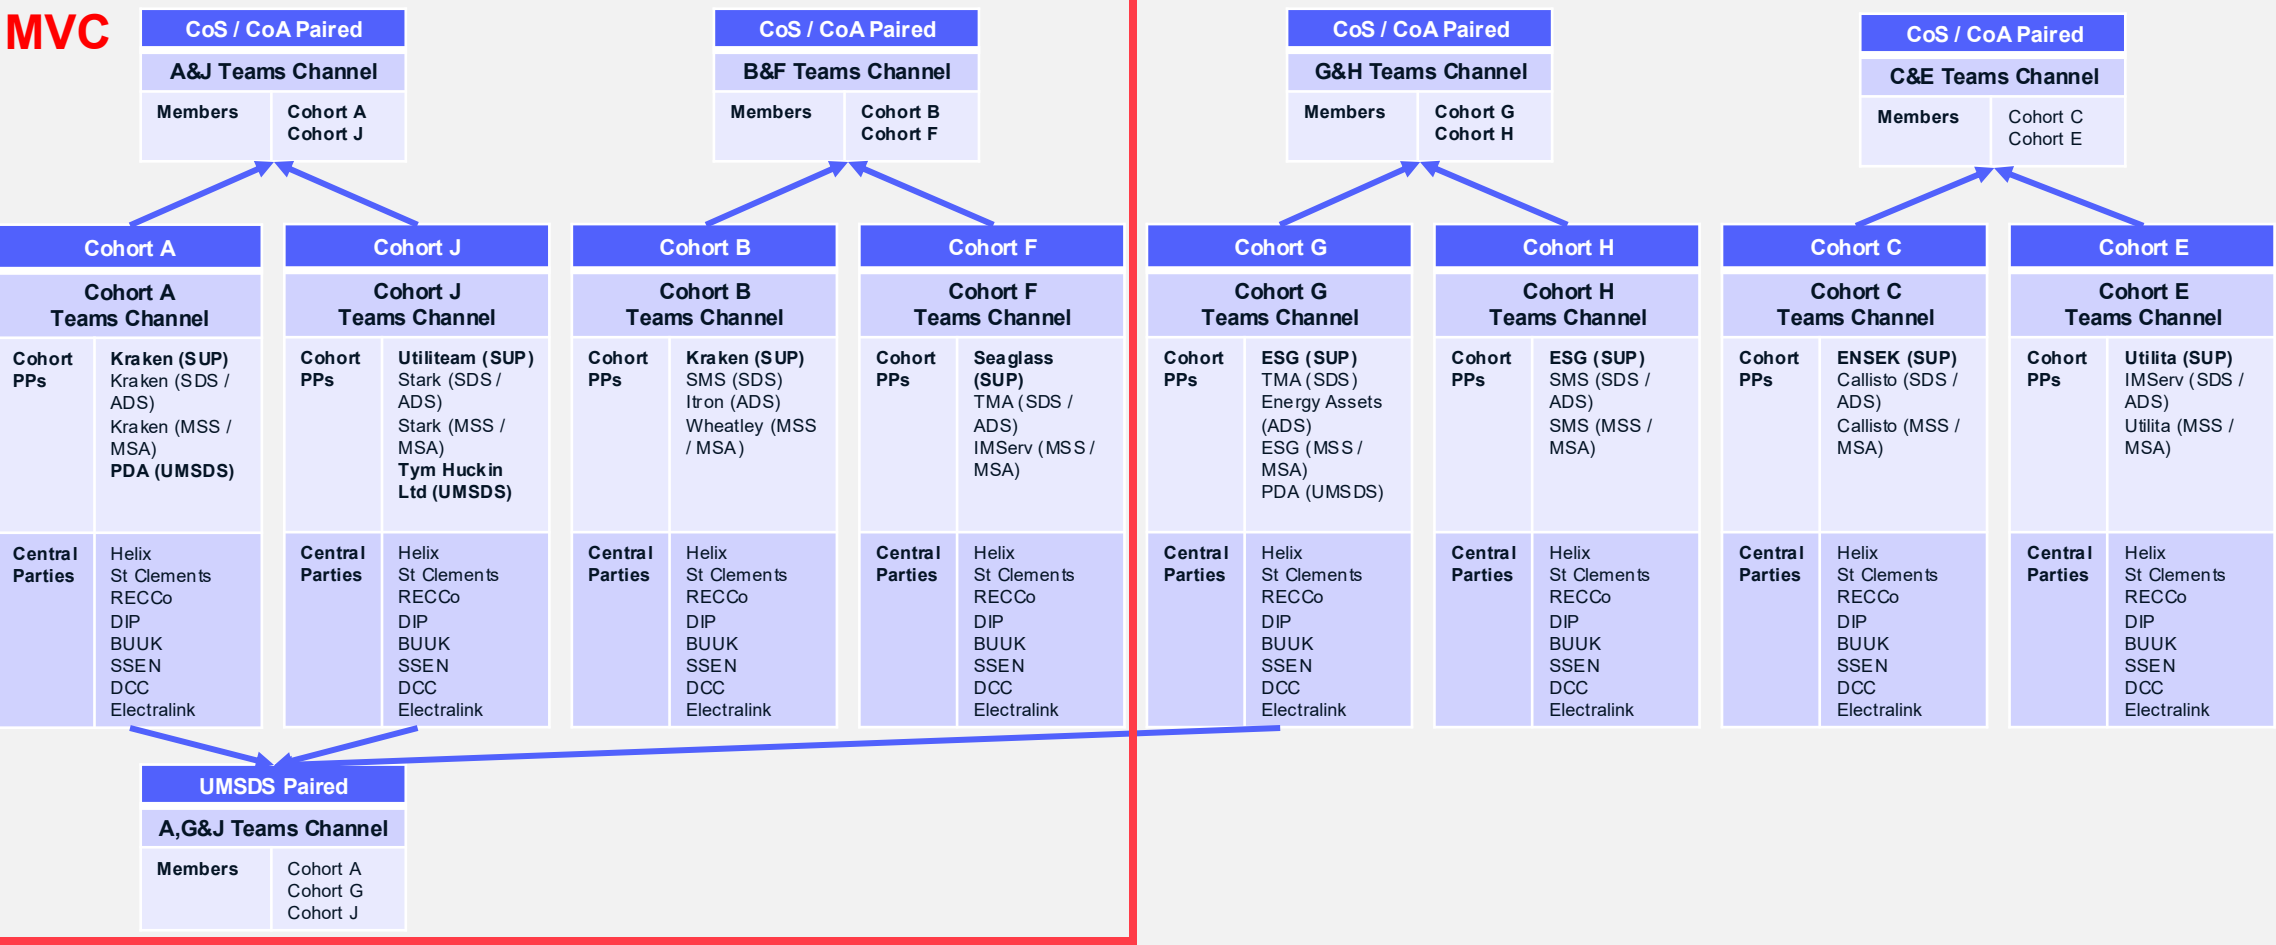 MVC
CoS / CoA Paired
A&J Teams Channel
Members
Cohort A
Cohort J
CoS / CoA Paired
B&F Teams Channel
Members
Cohort B
Cohort F
CoS / CoA Paired
G&H Teams Channel
Members
Cohort G
Cohort H
CoS / CoA Paired
C&E Teams Channel
Members
Cohort C
Cohort E
Cohort A
Cohort A
Teams Channel
Cohort
PPs
Kraken (SUP)
Kraken (SDS /
ADS)
Kraken (MSS /
MSA)
PDA (UMSDS)
Central
Parties
Helix
St Clements
RECCo
DIP
BUUK
SSEN
DCC
Electralink
Cohort J
Cohort J
Teams Channel
Cohort
PPs
Utiliteam (SUP)
Stark (SDS /
ADS)
Stark (MSS /
MSA)
Tym Huckin
Ltd (UMSDS)
Central
Parties
Helix
St Clements
RECCo
DIP
BUUK
SSEN
DCC
Electralink
Cohort B
Cohort B
Teams Channel
Cohort
PPs
Kraken (SUP)
SMS (SDS)
Itron (ADS)
Wheatley (MSS
/ MSA)
Central
Parties
Helix
St Clements
RECCo
DIP
BUUK
SSEN
DCC
Electralink
Cohort F
Cohort F
Teams Channel
Cohort
PPs
Seaglass
(SUP)
TMA (SDS /
ADS)
IMServ (MSS /
MSA)
Central
Parties
Helix
St Clements
RECCo
DIP
BUUK
SSEN
DCC
Electralink
Cohort G
Cohort G
Teams Channel
Cohort
PPs
ESG (SUP)
TMA (SDS)
Energy Assets
(ADS)
ESG (MSS /
MSA)
PDA (UMSDS)
Central
Parties
Helix
St Clements
RECCo
DIP
BUUK
SSEN
DCC
Electralink
Cohort H
Cohort H
Teams Channel
Cohort
PPs
ESG (SUP)
SMS (SDS /
ADS)
SMS (MSS /
MSA)
Central
Parties
Helix
St Clements
RECCo
DIP
BUUK
SSEN
DCC
Electralink
Cohort C
Cohort C
Teams Channel
Cohort
PPs
ENSEK (SUP)
Callisto (SDS /
ADS)
Callisto (MSS /
MSA)
Central
Parties
Helix
St Clements
RECCo
DIP
BUUK
SSEN
DCC
Electralink
Cohort E
Cohort E
Teams Channel
Cohort
PPs
Utilita (SUP)
IMServ (SDS /
ADS)
Utilita (MSS /
MSA)
Central
Parties
Helix
St Clements
RECCo
DIP
BUUK
SSEN
DCC
Electralink
UMSDS Paired
A,G&J Teams Channel
Members
Cohort A
Cohort G
Cohort J